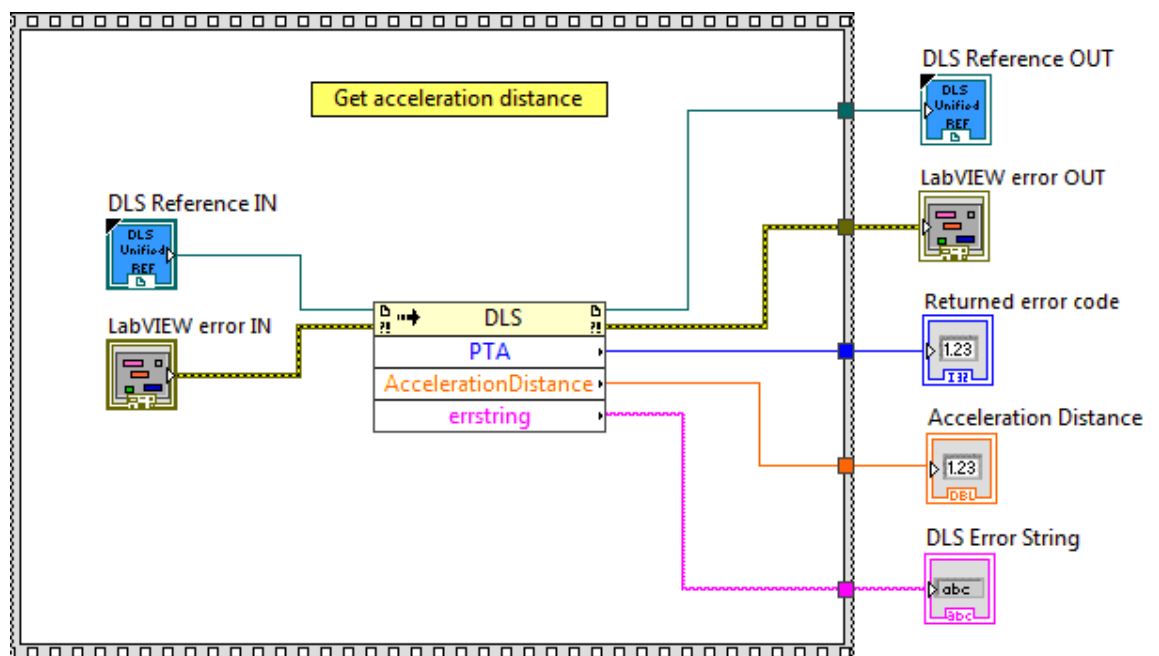 DLS Reference OUT
DLS
Unified
REF
Get acceleration distance
LabVIEW error OUT
DLS Reference IN
DLS
Unified
REF
Returned error code
1.23
I32
LabVIEW error IN
?! DLS ?!
PTA
AccelerationDistance
errstring
Acceleration Distance
1.23
DBL
DLS Error String
abc
abc